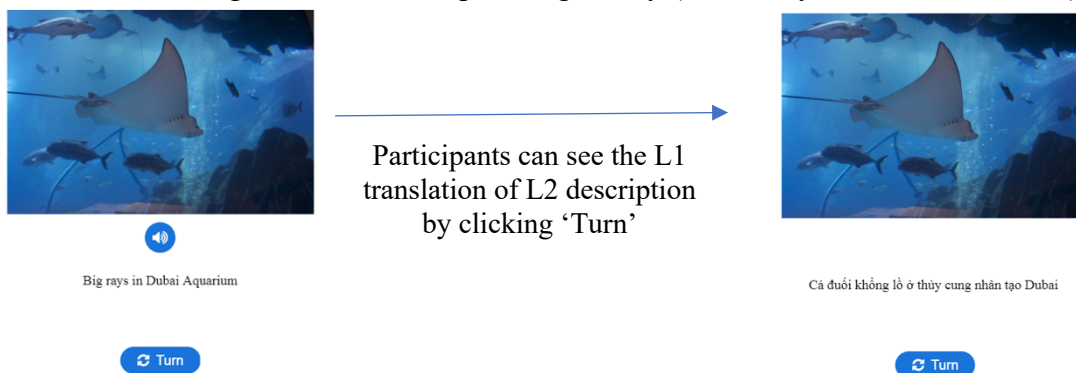 Participants can see the L1
translation of L2 description
by clicking ‘Turn’
Big rays in Dubai Aquarium
Turn
Cá đuối khổng lồ ở thủy cung nhân tạo Dubai
Turn